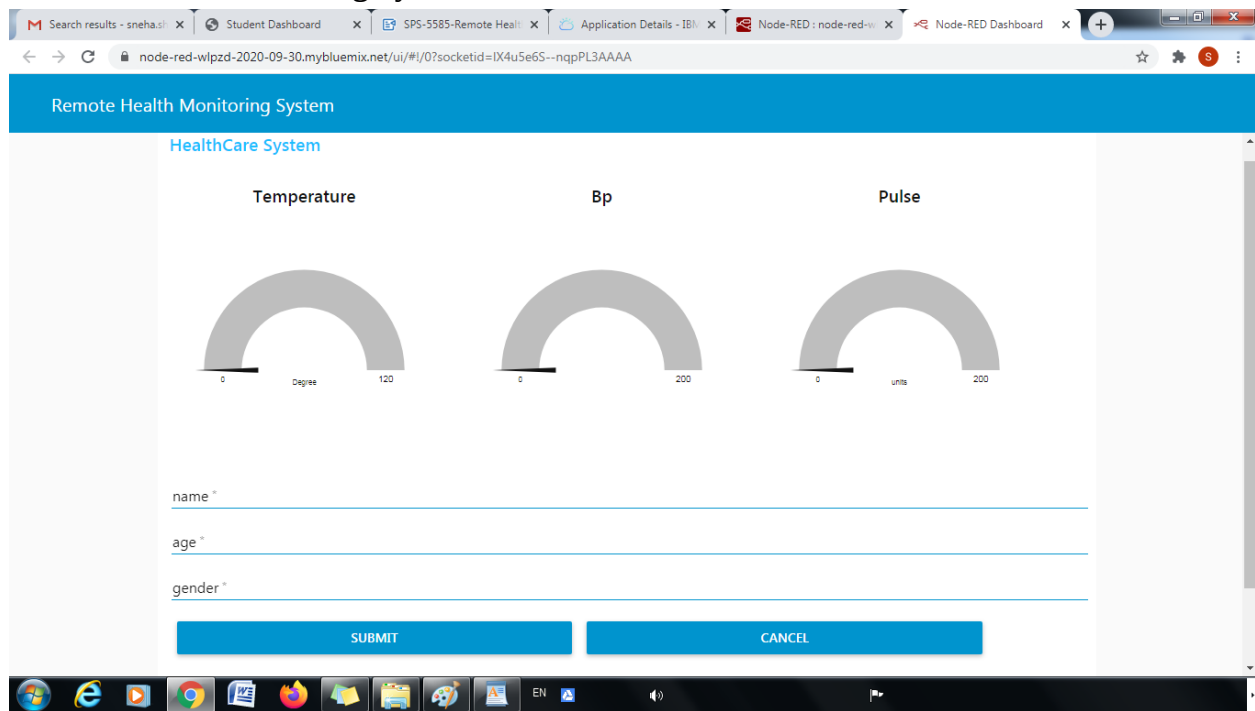 Search results - sneha.sh
Student Dashboard
SPS-5585-Remote Healt
Application Details - IBM
Node-RED : node-red-w
Node-RED Dashboard
node-red-wlpzd-2020-09-30.mybluemix.net/ui/#!/0?socketid=IX4u5e6S--nqpPL3AAAA
S
Remote Health Monitoring System
HealthCare System
Temperature
Bp
Pulse
0 Degree 120
0 200
0 units 200
name *
age *
gender *
SUBMIT
CANCEL
EN